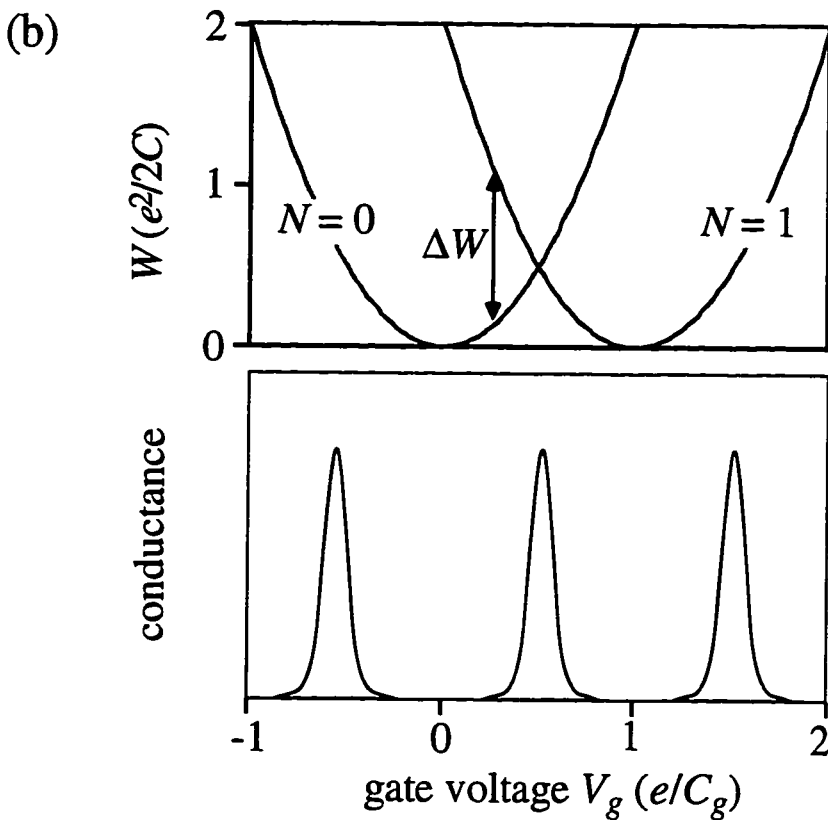 (b)
2
1
0
W (e²/2C)
N = 0
ΔW
N = 1
conductance
-1 0 1 2
gate voltage V_g (e/C_g)